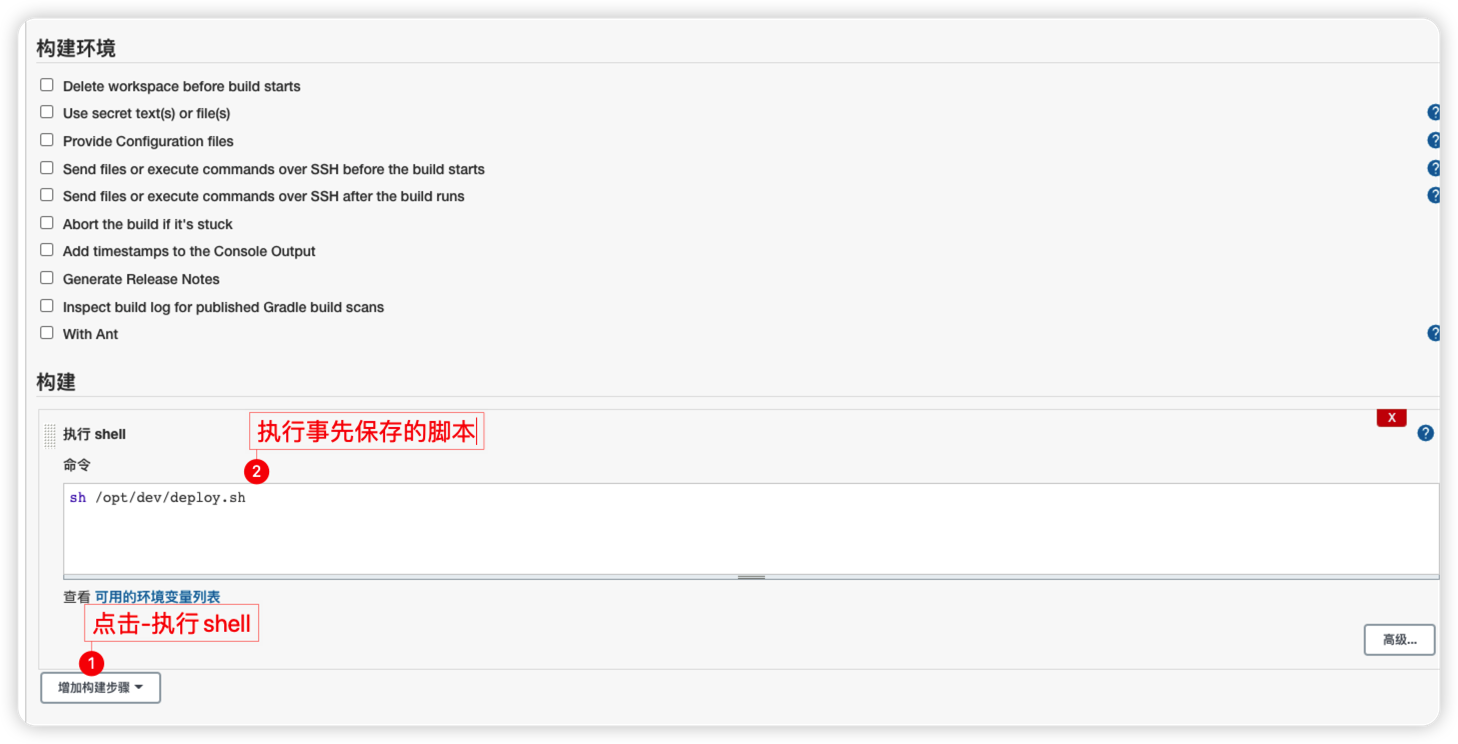 构建环境
Delete workspace before build starts
Use secret text(s) or file(s)
?
Provide Configuration files
?
Send files or execute commands over SSH before the build starts
?
Send files or execute commands over SSH after the build runs
?
Abort the build if it's stuck
Add timestamps to the Console Output
Generate Release Notes
Inspect build log for published Gradle build scans
With Ant
?
构建
X
执行 shell
?
执行事先保存的脚本
命令
2
sh /opt/dev/deploy.sh
查看 可用的环境变量列表
点击-执行 shell
高级...
1
增加构建步骤